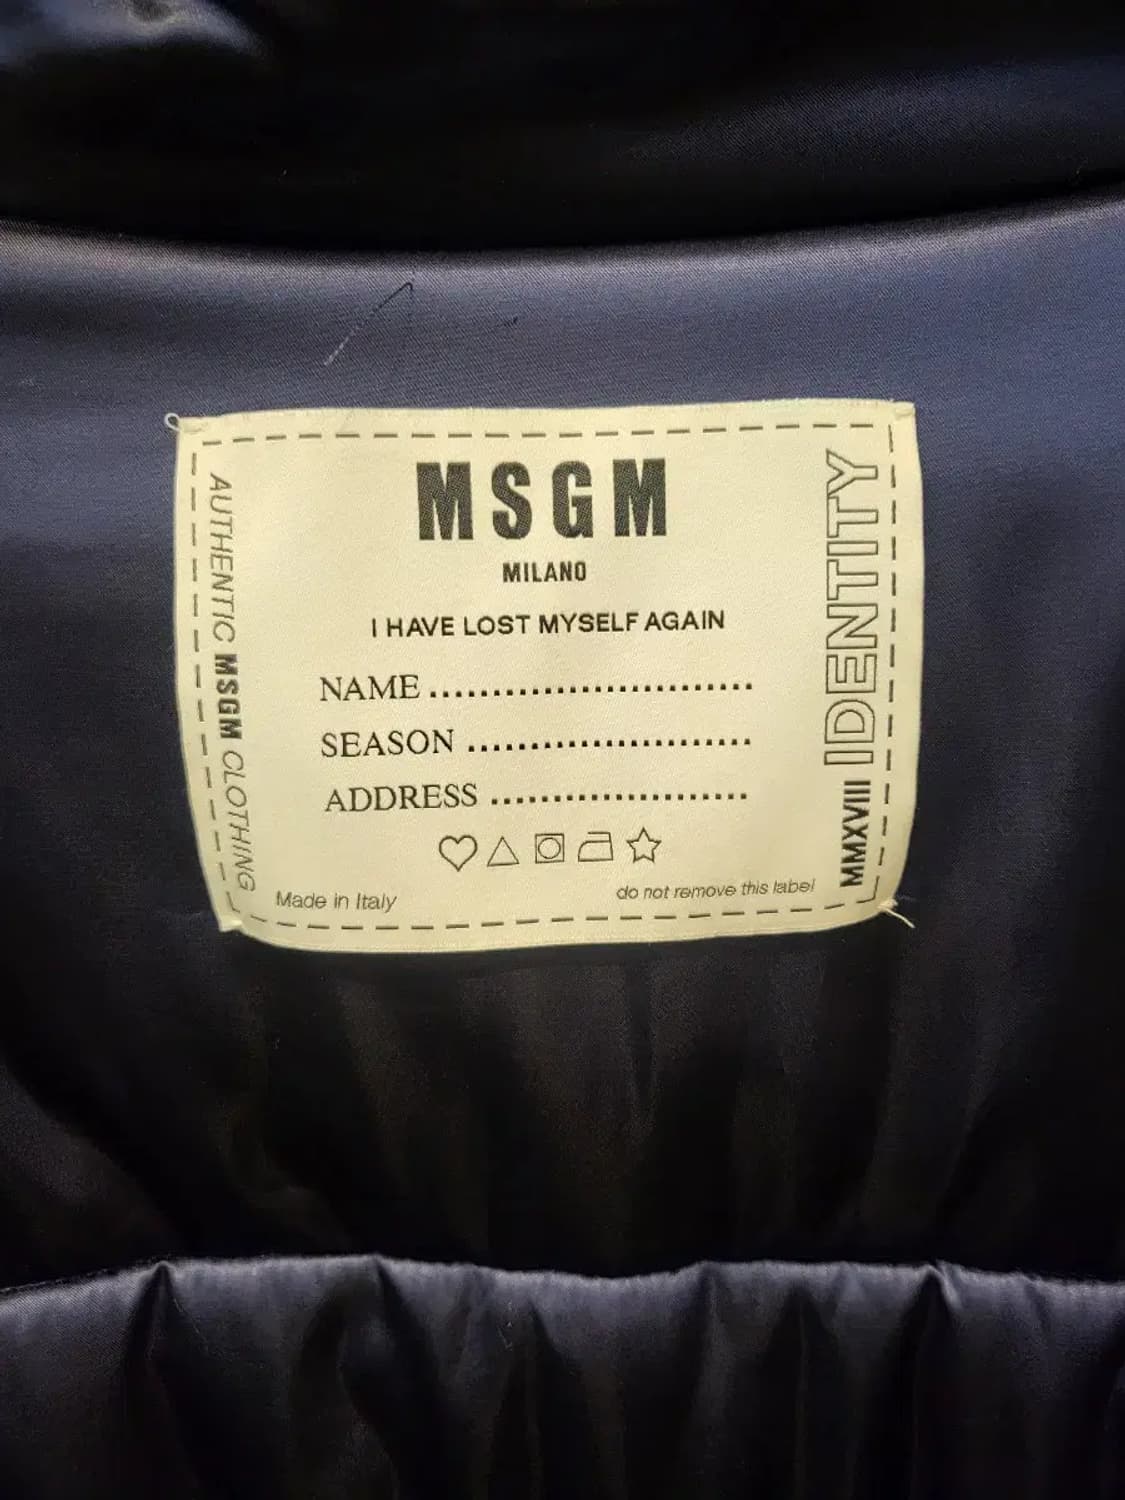 MSGM
MILANO
I HAVE LOST MYSELF AGAIN
NAME ..........................
SEASON .......................
ADDRESS .....................
Made in Italy
do not remove this label
AUTHENTIC MSGM CLOTHING
MMXVIII IDENTITY